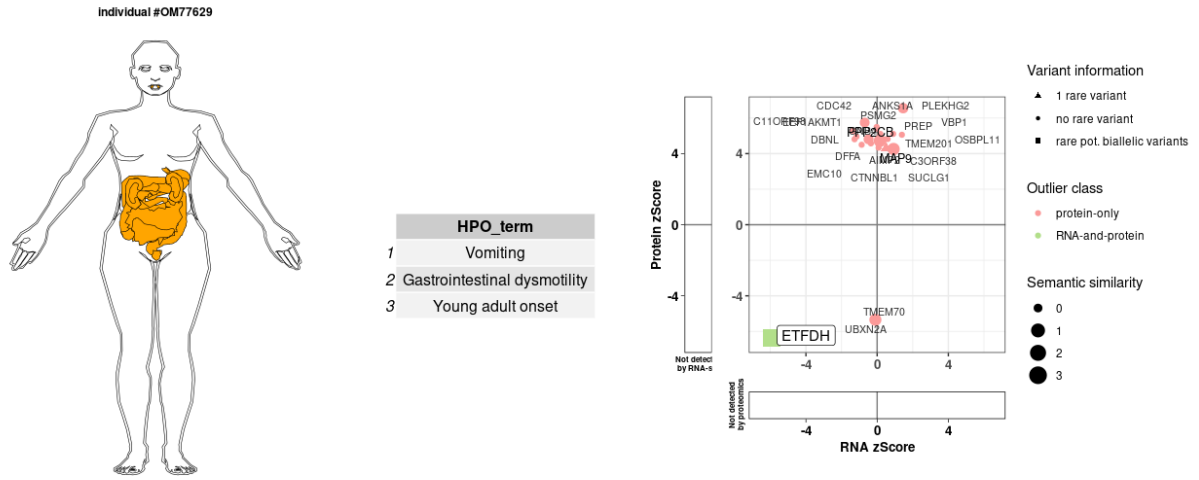 individual #OM77629
HPO_term
1 Vomiting
2 Gastrointestinal dysmotility
3 Young adult onset
Protein zScore
4
0
-4
Not detect
by RNA-s
CDC42 ANKS1A PLEKHG2
PSMG2
PREP VBP1
PPP2CB
DBNL TMEM201 OSBPL11
DFFA MAP9 C3ORF38
EMC10 CTNNBL1 SUCLG1
TMEM70
UBXN2A
ETFDH
4
0
-4
-4 0 4
Not detected
by proteomics
-4 0 4
RNA zScore
Variant information
1 rare variant
no rare variant
rare pot. biallelic variants
Outlier class
protein-only
RNA-and-protein
Semantic similarity
0
1
2
3